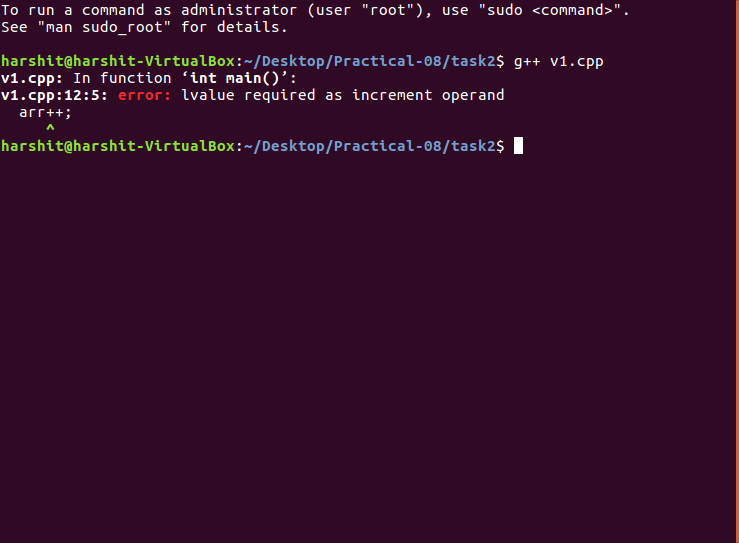 To run a command as administrator (user "root"), use "sudo <command>".
See "man sudo_root" for details.
harshit@harshit-VirtualBox:~/Desktop/Practical-08/task2$ g++ v1.cpp
v1.cpp: In function ‘int main()’:
v1.cpp:12:5: error: lvalue required as increment operand
  arr++;
     ^
harshit@harshit-VirtualBox:~/Desktop/Practical-08/task2$